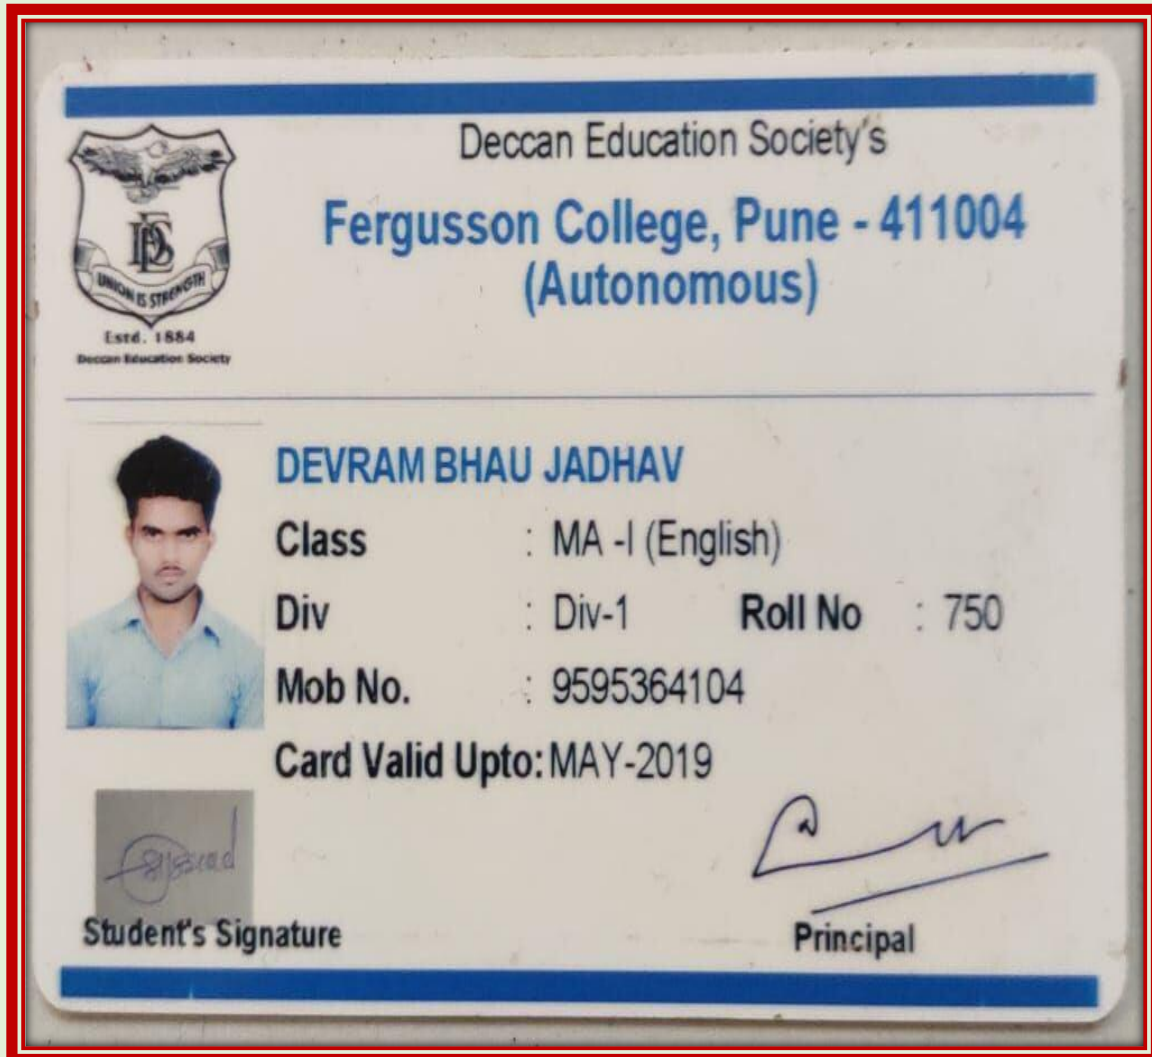 Deccan Education Society's
Fergusson College, Pune - 411004
(Autonomous)
DES
UNION IS STRENGTH
Estd. 1884
Deccan Education Society
DEVRAM BHAU JADHAV
Class : MA -I (English)
Div : Div-1 Roll No : 750
Mob No. : 9595364104
Card Valid Upto: MAY-2019
Student's Signature
Principal